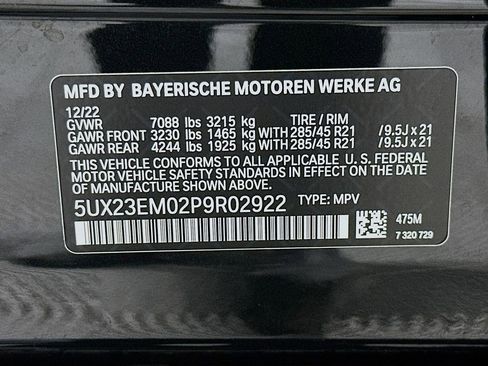 MFD BY BAYERISCHE MOTOREN WERKE AG
12/22
GVWR 7088 lbs 3215 kg TIRE / RIM
GAWR FRONT 3230 lbs 1465 kg WITH 285/45 R21 / 9.5J x 21
GAWR REAR 4244 lbs 1925 kg WITH 285/45 R21 / 9.5J x 21
THIS VEHICLE CONFORMS TO ALL APPLICABLE U. S. FEDERAL
MOTOR VEHICLE SAFETY STANDARDS IN EFFECT ON THE DATE
OF MANUFACTURE SHOWN ABOVE.
5UX23EM02P9R02922 TYPE: MPV
475M
7 320 729